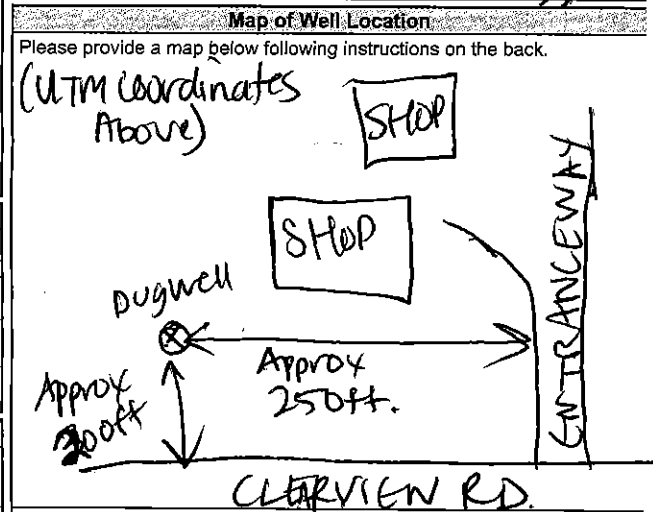 Map of Well Location
Please provide a map below following instructions on the back.
(UTM Coordinates
Above)
SHOP
SHOP
ENTRANCEWAY
Dugwell
Approx
250ft.
Approx
CLEARVIEW RD.